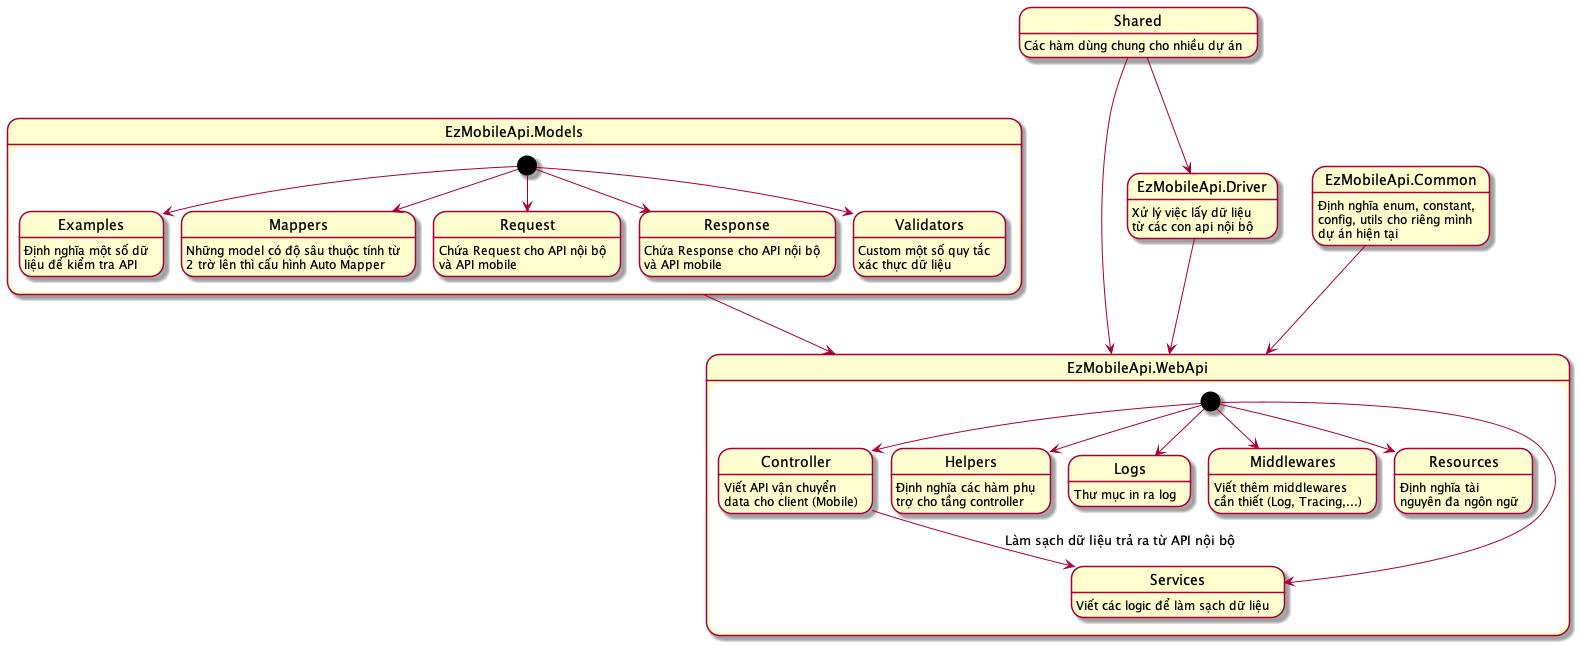 Shared
Các hàm dùng chung cho nhiều dự án
EzMobileApi.Models
Examples
Định nghĩa một số dữ
liệu để kiểm tra API
Mappers
Những model có độ sâu thuộc tính từ
2 trở lên thì cấu hình Auto Mapper
Request
Chứa Request cho API nội bộ
và API mobile
Response
Chứa Response cho API nội bộ
và API mobile
Validators
Custom một số quy tắc
xác thực dữ liệu
EzMobileApi.Driver
Xử lý việc lấy dữ liệu
từ các con api nội bộ
EzMobileApi.Common
Định nghĩa enum, constant,
config, utils cho riêng mình
dự án hiện tại
EzMobileApi.WebApi
Controller
Viết API vận chuyển
data cho client (Mobile)
Helpers
Định nghĩa các hàm phụ
trợ cho tầng controller
Logs
Thư mục in ra log
Middlewares
Viết thêm middlewares
cần thiết (Log, Tracing,...)
Resources
Định nghĩa tài
nguyên đa ngôn ngữ
Làm sạch dữ liệu trả ra từ API nội bộ
Services
Viết các logic để làm sạch dữ liệu